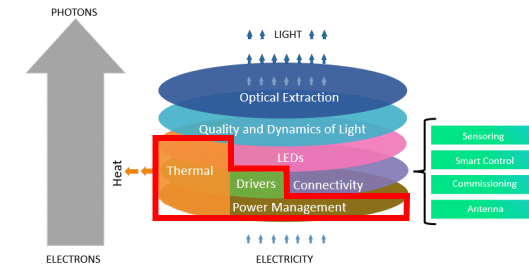 PHOTONS
LIGHT
Optical Extraction
Quality and Dynamics of Light
LEDs
Thermal
Heat
Drivers
Connectivity
Power Management
Sensoring
Smart Control
Commissioning
Antenna
ELECTRONS
ELECTRICITY